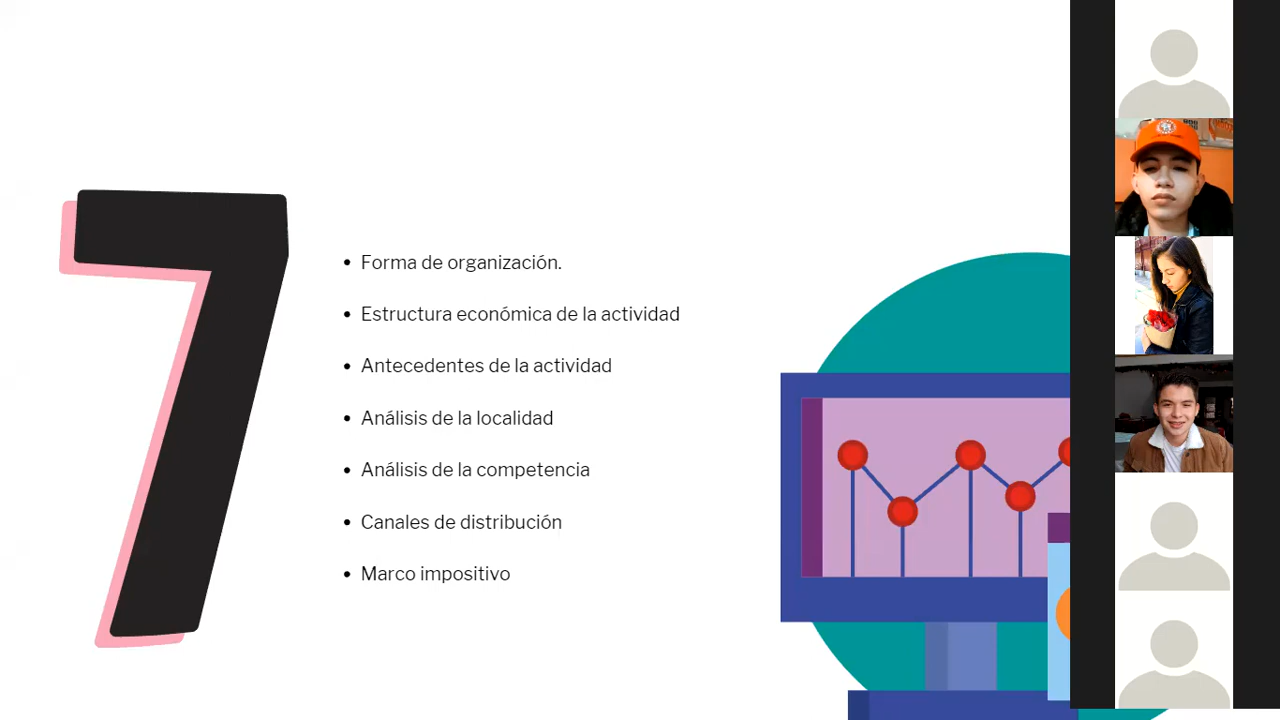 7
• Forma de organización.
• Estructura económica de la actividad
• Antecedentes de la actividad
• Análisis de la localidad
• Análisis de la competencia
• Canales de distribución
• Marco impositivo